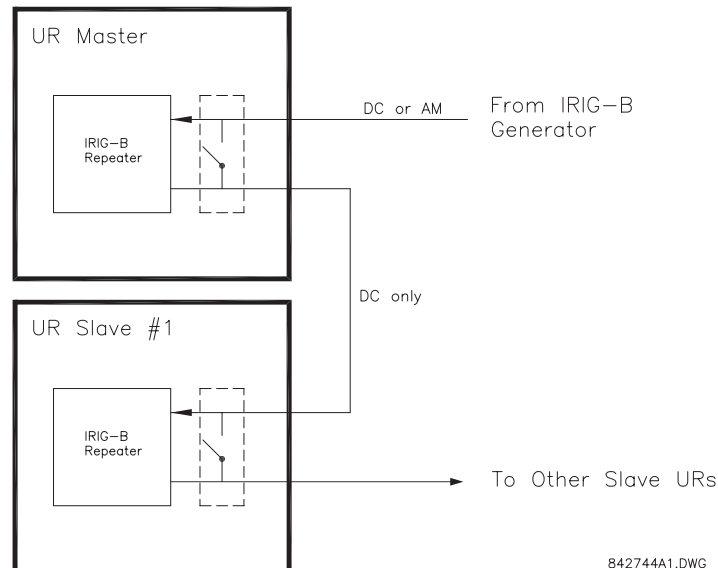 UR Master
DC or AM
From IRIG-B
Generator
IRIG-B
Repeater
DC only
UR Slave #1
IRIG-B
Repeater
To Other Slave URs
842744A1.DWG